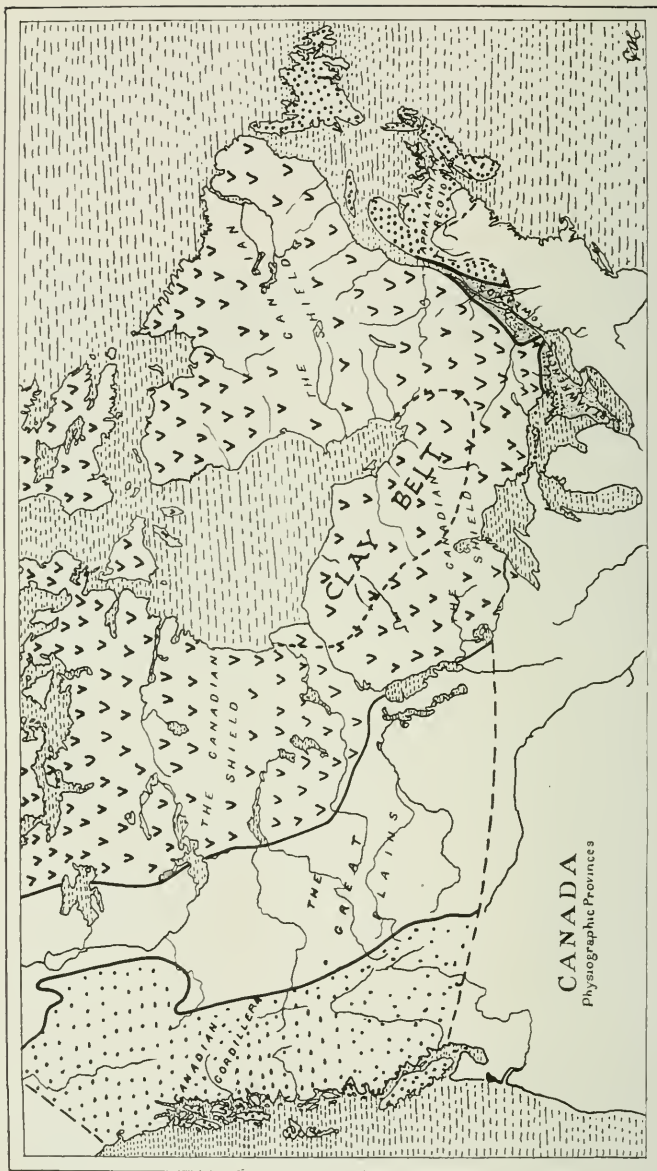 CANADA
Physiographic Provinces
CANADIAN
CORDILLERA
THE
GREAT
PLAINS
THE CANADIAN
SHIELD
CLAY BELT
THE CANADIAN
SHIELD
THE CANADIAN
SHIELD
APPALACHIAN
REGION
LOWLANDS